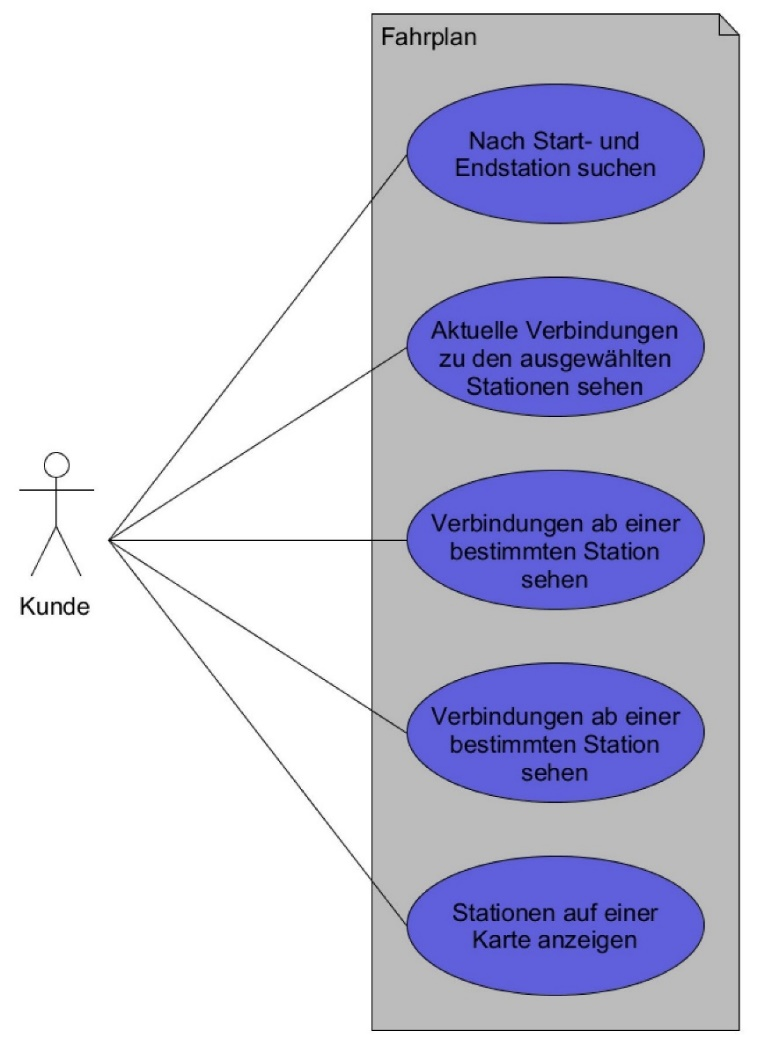 Fahrplan
Nach Start- und
Endstation suchen
Aktuelle Verbindungen
zu den ausgewählten
Stationen sehen
Verbindungen ab einer
bestimmten Station
sehen
Kunde
Verbindungen ab einer
bestimmten Station
sehen
Stationen auf einer
Karte anzeigen